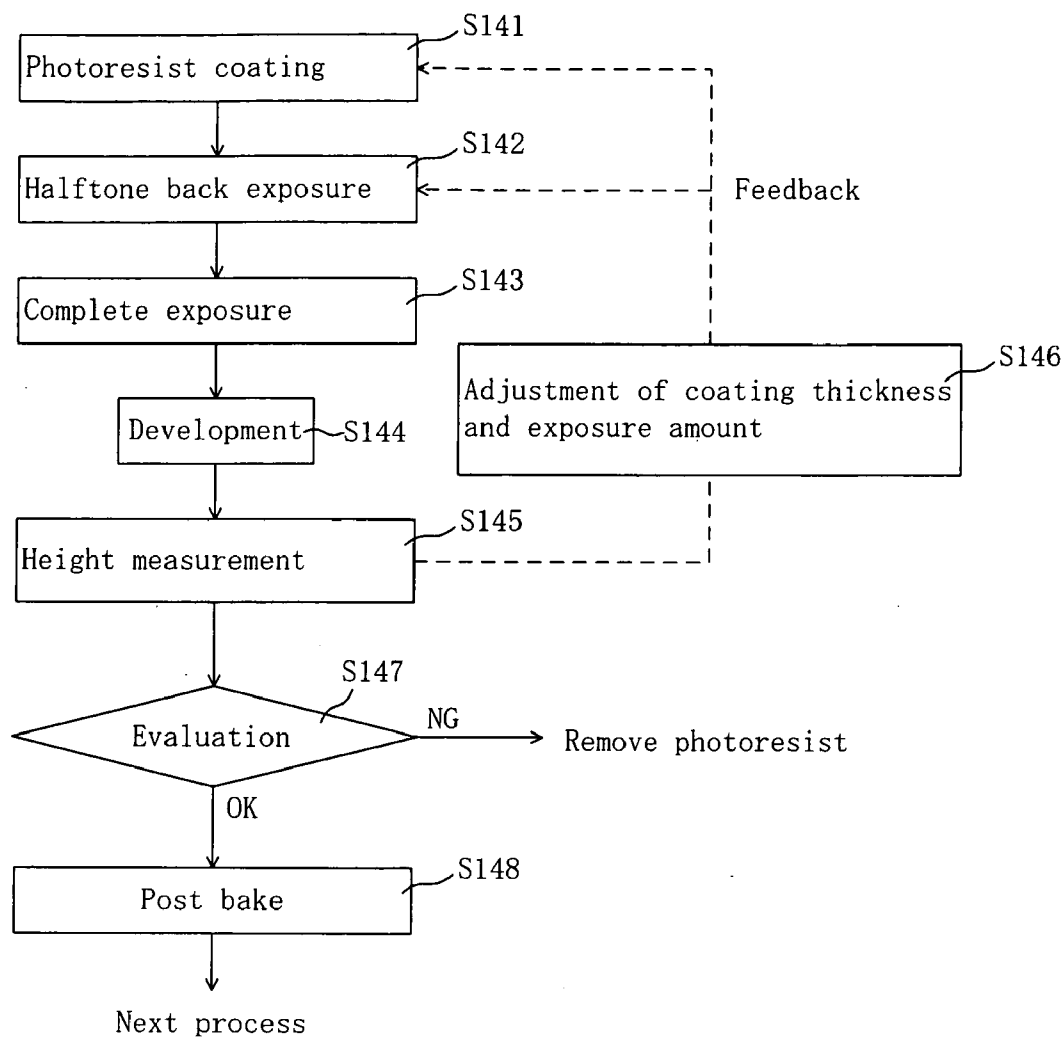 S141
Photoresist coating
S142
Halftone back exposure
Feedback
S143
Complete exposure
S146
Adjustment of coating thickness
and exposure amount
Development
S144
S145
Height measurement
S147
Evaluation
NG
Remove photoresist
OK
S148
Post bake
Next process